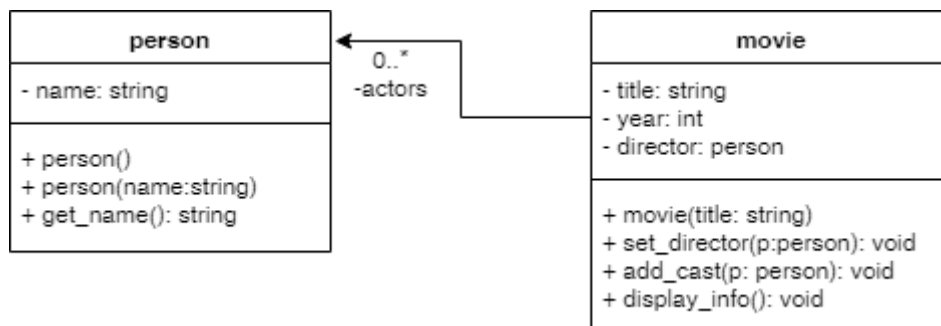 person
- name: string
+ person()
+ person(name:string)
+ get_name(): string
0..*
-actors
movie
- title: string
- year: int
- director: person
+ movie(title: string)
+ set_director(p:person): void
+ add_cast(p: person): void
+ display_info(): void